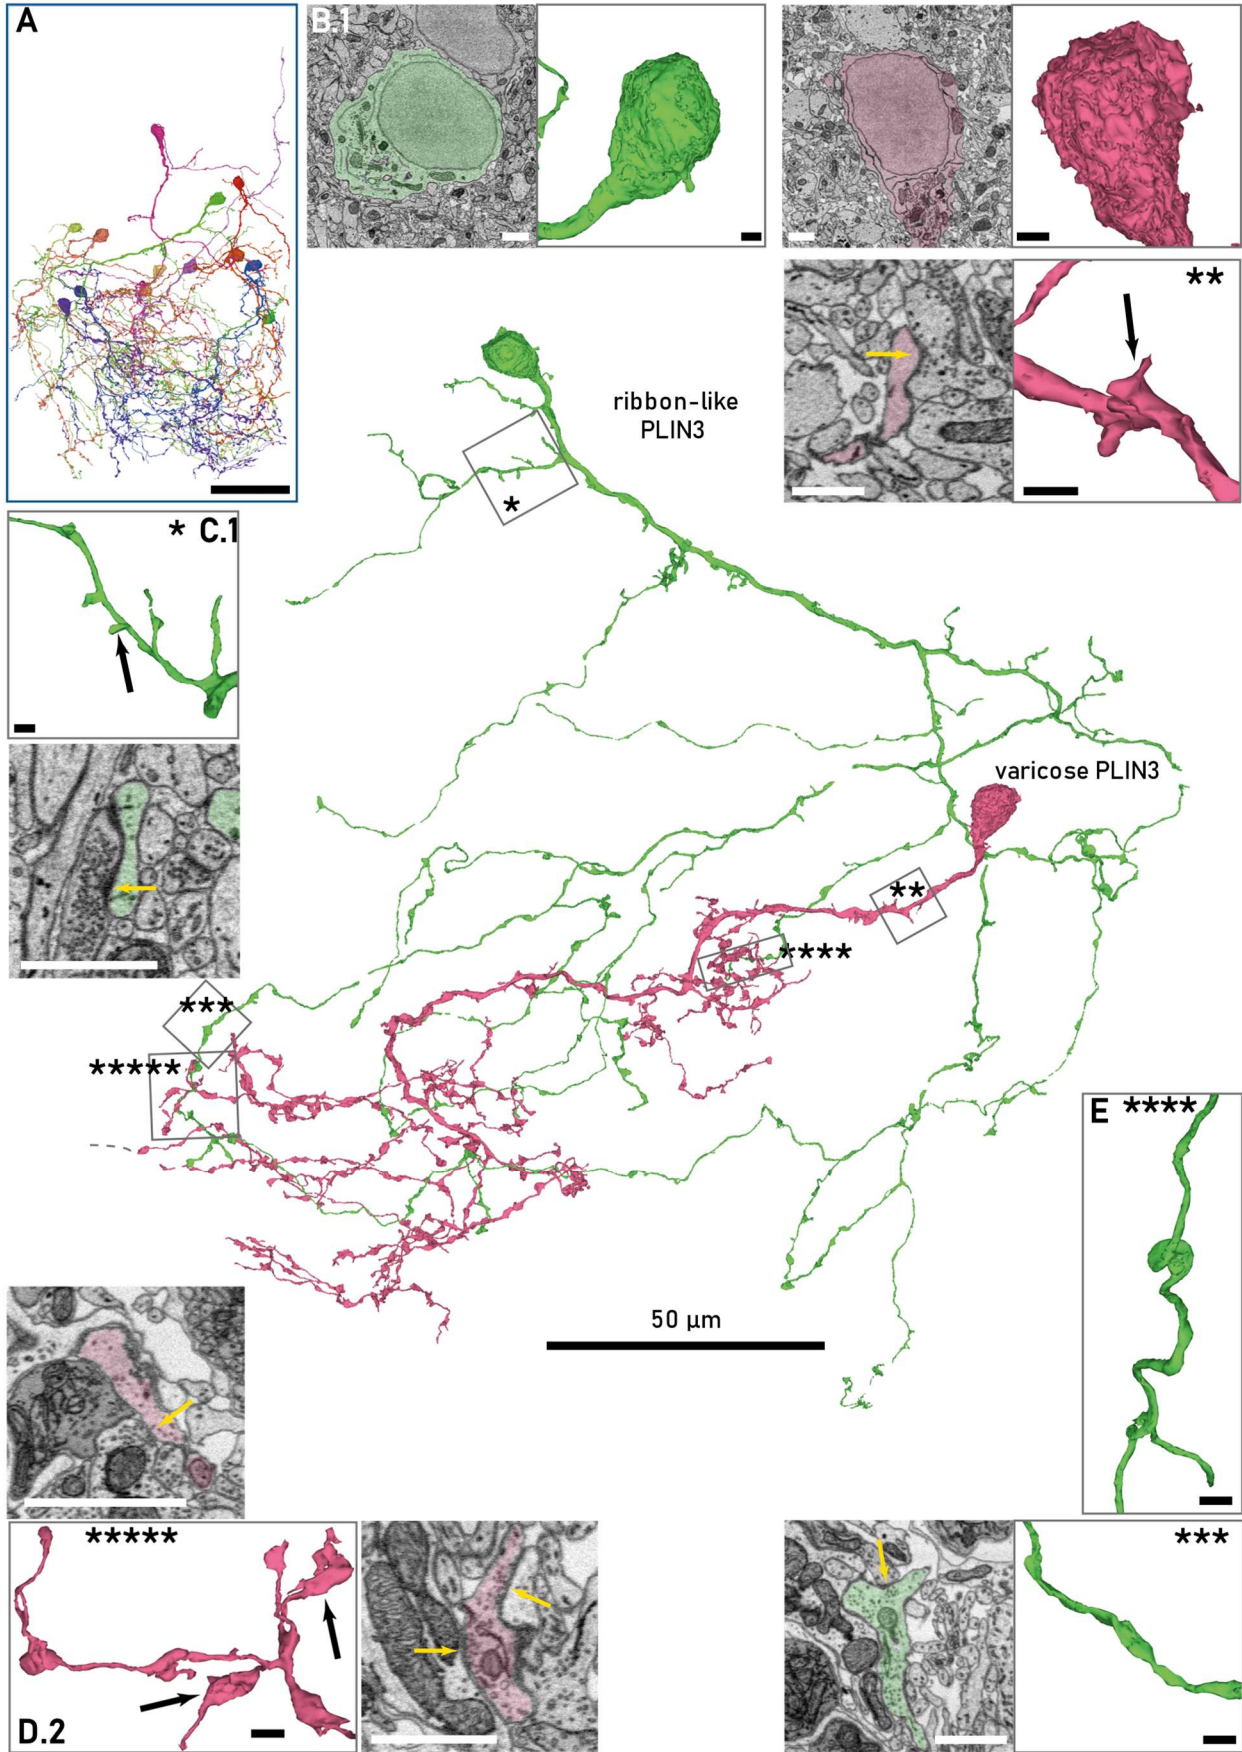 A
B.1
**
ribbon-like
PLIN3
*
* C.1
varicose PLIN3
**
****
***
*****
E ****
50 µm
*****
***
D.2